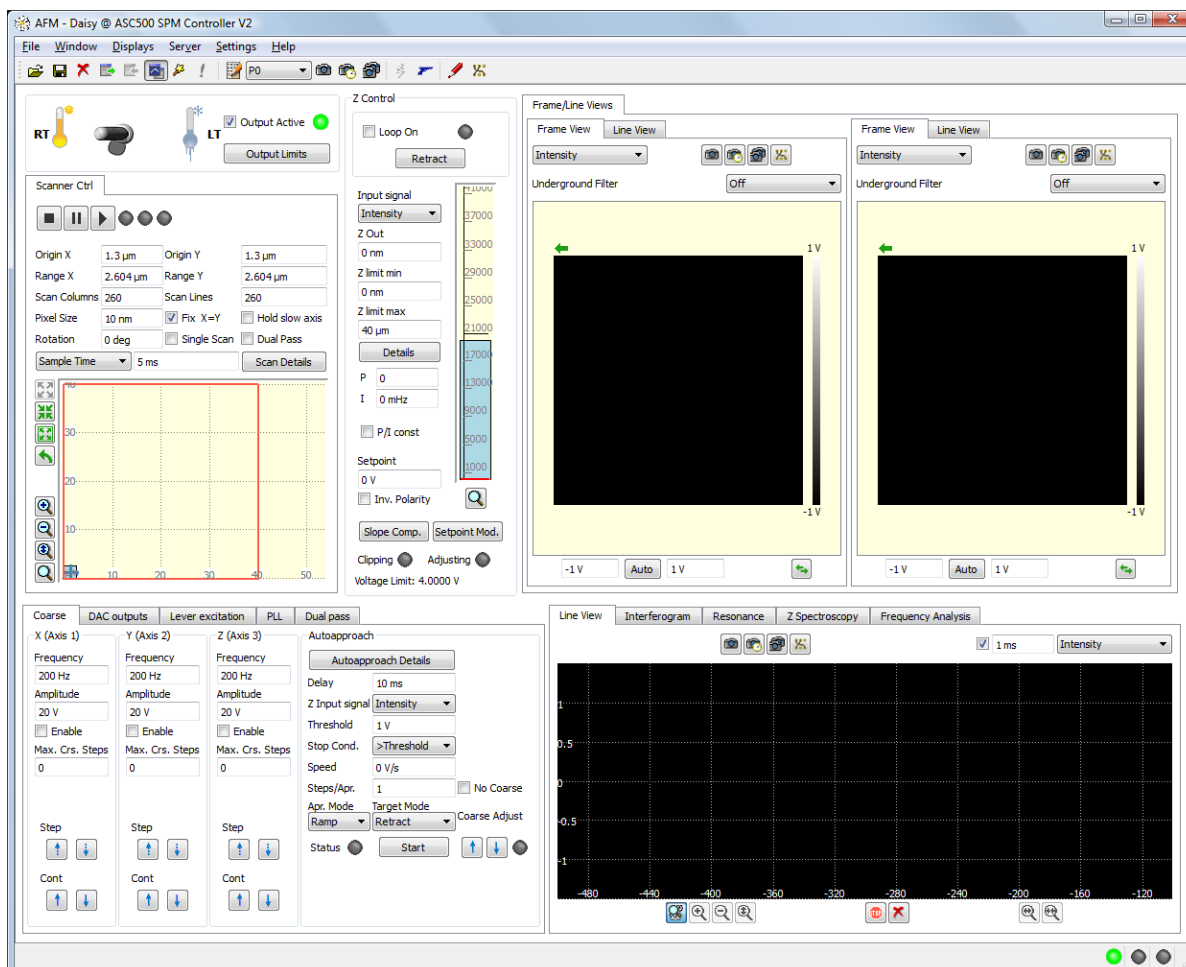 AFM - Daisy @ ASC500 SPM Controller V2
File Window Displays Server Settings Help
P0
RT
LT
Output Active
Output Limits
Scanner Ctrl
Origin X 1.3 µm Origin Y 1.3 µm
Range X 2.604 µm Range Y 2.604 µm
Scan Columns 260 Scan Lines 260
Pixel Size 10 nm Fix X=Y Hold slow axis
Rotation 0 deg Single Scan Dual Pass
Sample Time 5 ms Scan Details
40
30
20
10
10 20 30 40 50
Z Control
Loop On
Retract
Input signal
Intensity
Z Out
0 nm
Z limit min
0 nm
Z limit max
40 µm
Details
P 0
I 0 mHz
P/I const
Setpoint
0 V
Inv. Polarity
41000
37000
33000
29000
25000
21000
17000
13000
9000
5000
1000
Slope Comp. Setpoint Mod.
Clipping Adjusting
Voltage Limit: 4.0000 V
Frame/Line Views
Frame View Line View
Intensity
Underground Filter Off
1 V
-1 V
-1 V Auto 1 V
Frame View Line View
Intensity
Underground Filter Off
1 V
-1 V
-1 V Auto 1 V
Coarse DAC outputs Lever excitation PLL Dual pass
X (Axis 1)
Frequency
200 Hz
Amplitude
20 V
Enable
Max. Crs. Steps
0
Step
Cont
Y (Axis 2)
Frequency
200 Hz
Amplitude
20 V
Enable
Max. Crs. Steps
0
Step
Cont
Z (Axis 3)
Frequency
200 Hz
Amplitude
20 V
Enable
Max. Crs. Steps
0
Step
Cont
Autoapproach
Autoapproach Details
Delay 10 ms
Z Input signal Intensity
Threshold 1 V
Stop Cond. >Threshold
Speed 0 V/s
Steps/Apr. 1 No Coarse
Apr. Mode Target Mode
Ramp Retract Coarse Adjust
Status Start
Line View Interferogram Resonance Z Spectroscopy Frequency Analysis
1 ms Intensity
1
0.5
0
-0.5
-1
-480 -440 -400 -360 -320 -280 -240 -200 -160 -120